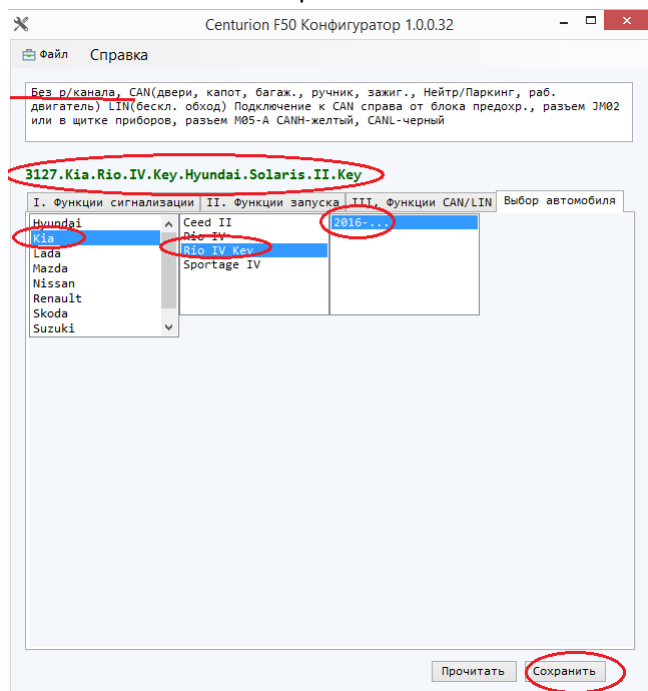 Centurion F50 Конфигуратор 1.0.0.32
Файл Справка
Без р/канала, CAN(двери, капот, багаж., ручник, зажиг., Нейтр/Паркинг, раб.
двигатель) LIN(бескл. обход) Подключение к CAN справа от блока предохр., разъем JM02
или в щитке приборов, разъем M05-A CANH-желтый, CANL-черный
3127.Kia.Rio.IV.Key.Hyundai.Solaris.II.Key
I. Функции сигнализации II. Функции запуска III. Функции CAN/LIN Выбор автомобиля
Hyundai
Kia
Lada
Mazda
Nissan
Renault
Skoda
Suzuki
Ceed II
Rio IV
Rio IV Key
Sportage IV
2016-...
Прочитать Сохранить